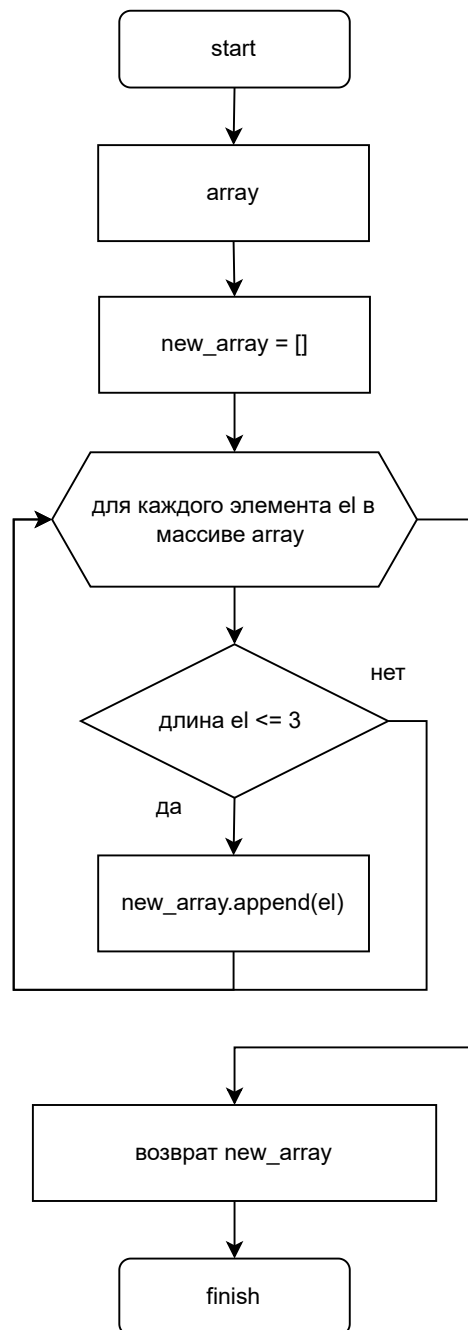 start
array
new_array = []
для каждого элемента el в
массиве array
нет
длина el <= 3
да
new_array.append(el)
возврат new_array
finish